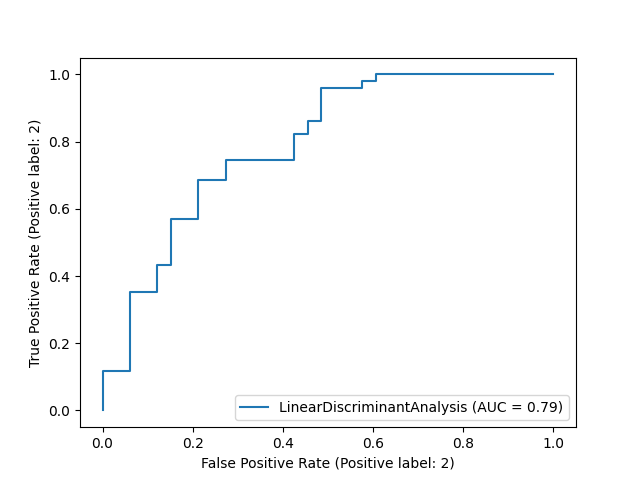 1.0
0.8
0.6
0.4
0.2
0.0
True Positive Rate (Positive label: 2)
LinearDiscriminantAnalysis (AUC = 0.79)
0.0 0.2 0.4 0.6 0.8 1.0
False Positive Rate (Positive label: 2)